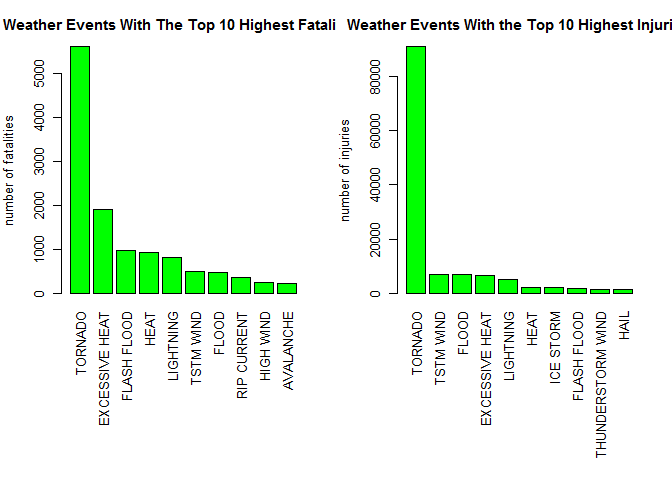 Weather Events With The Top 10 Highest Fatali
number of fatalities
0
1000
2000
3000
4000
5000
TORNADO
EXCESSIVE HEAT
FLASH FLOOD
HEAT
LIGHTNING
TSTM WIND
FLOOD
RIP CURRENT
HIGH WIND
AVALANCHE
Weather Events With the Top 10 Highest Injuri
number of injuries
0
20000
40000
60000
80000
TORNADO
TSTM WIND
FLOOD
EXCESSIVE HEAT
LIGHTNING
HEAT
ICE STORM
FLASH FLOOD
THUNDERSTORM WIND
HAIL